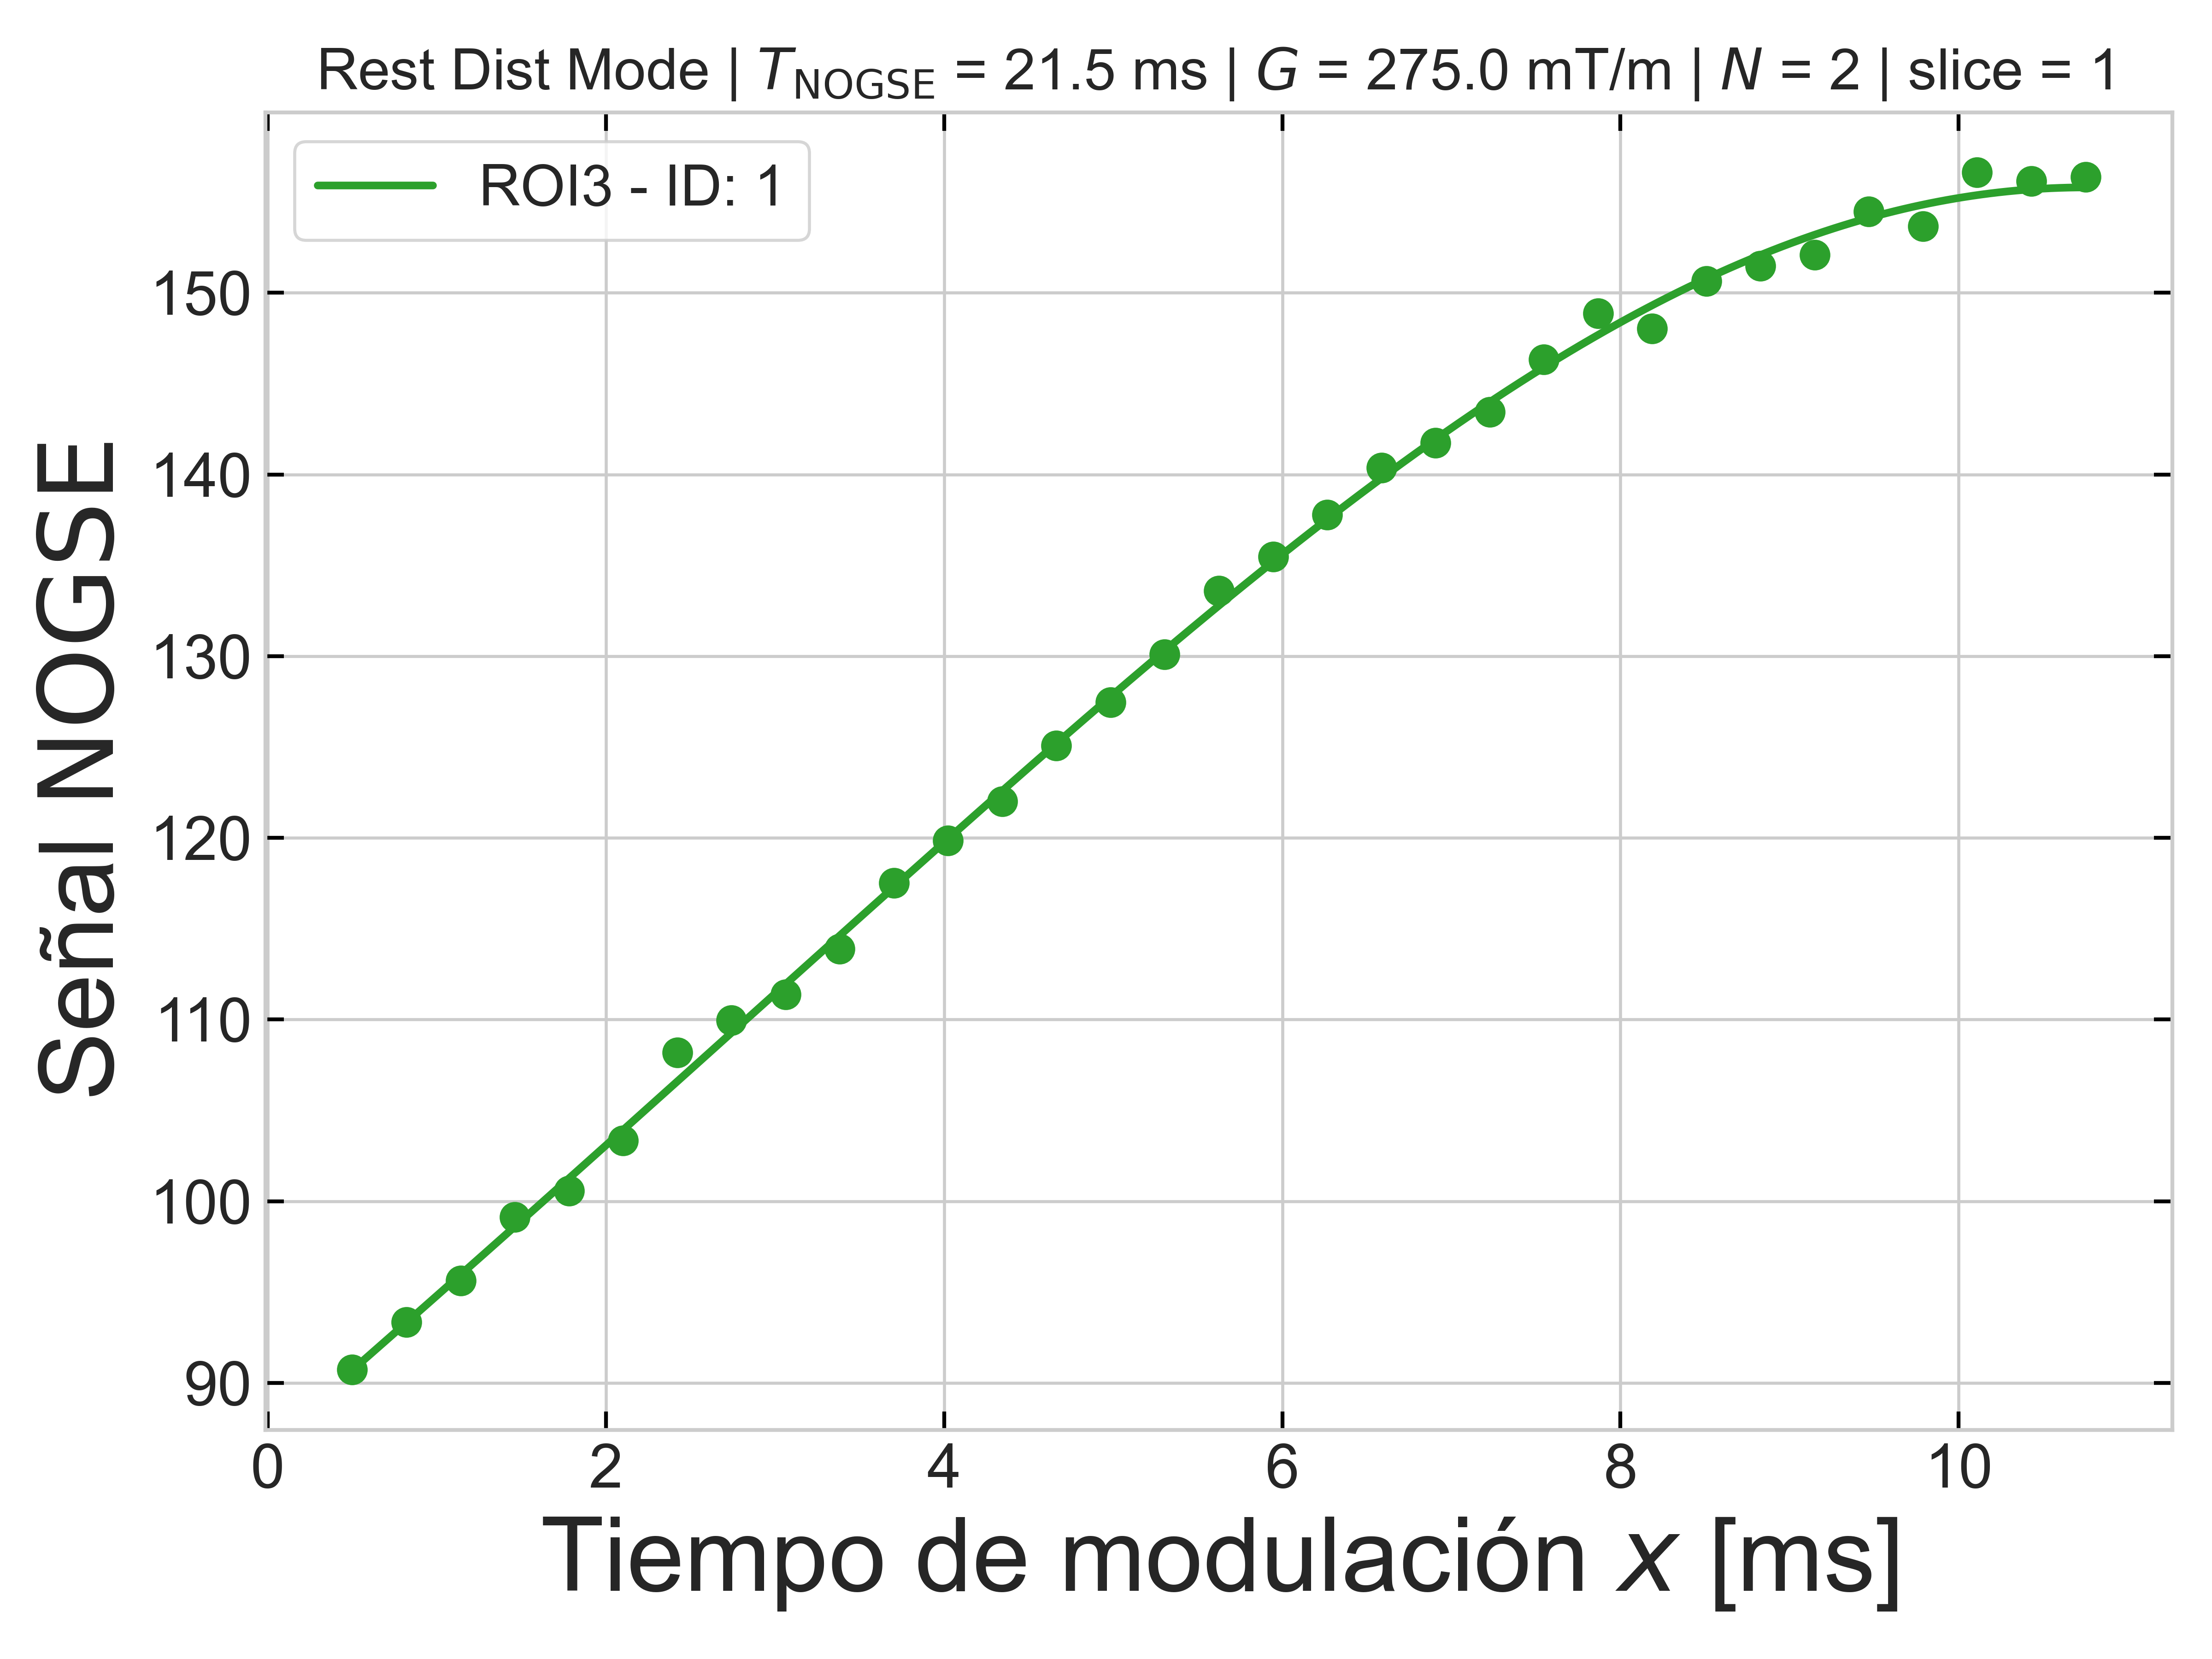 Rest Dist Mode | T_NOGSE = 21.5 ms | G = 275.0 mT/m | N = 2 | slice = 1
ROI3 - ID: 1
Señal NOGSE
150
140
130
120
110
100
90
0 2 4 6 8 10
Tiempo de modulación x [ms]